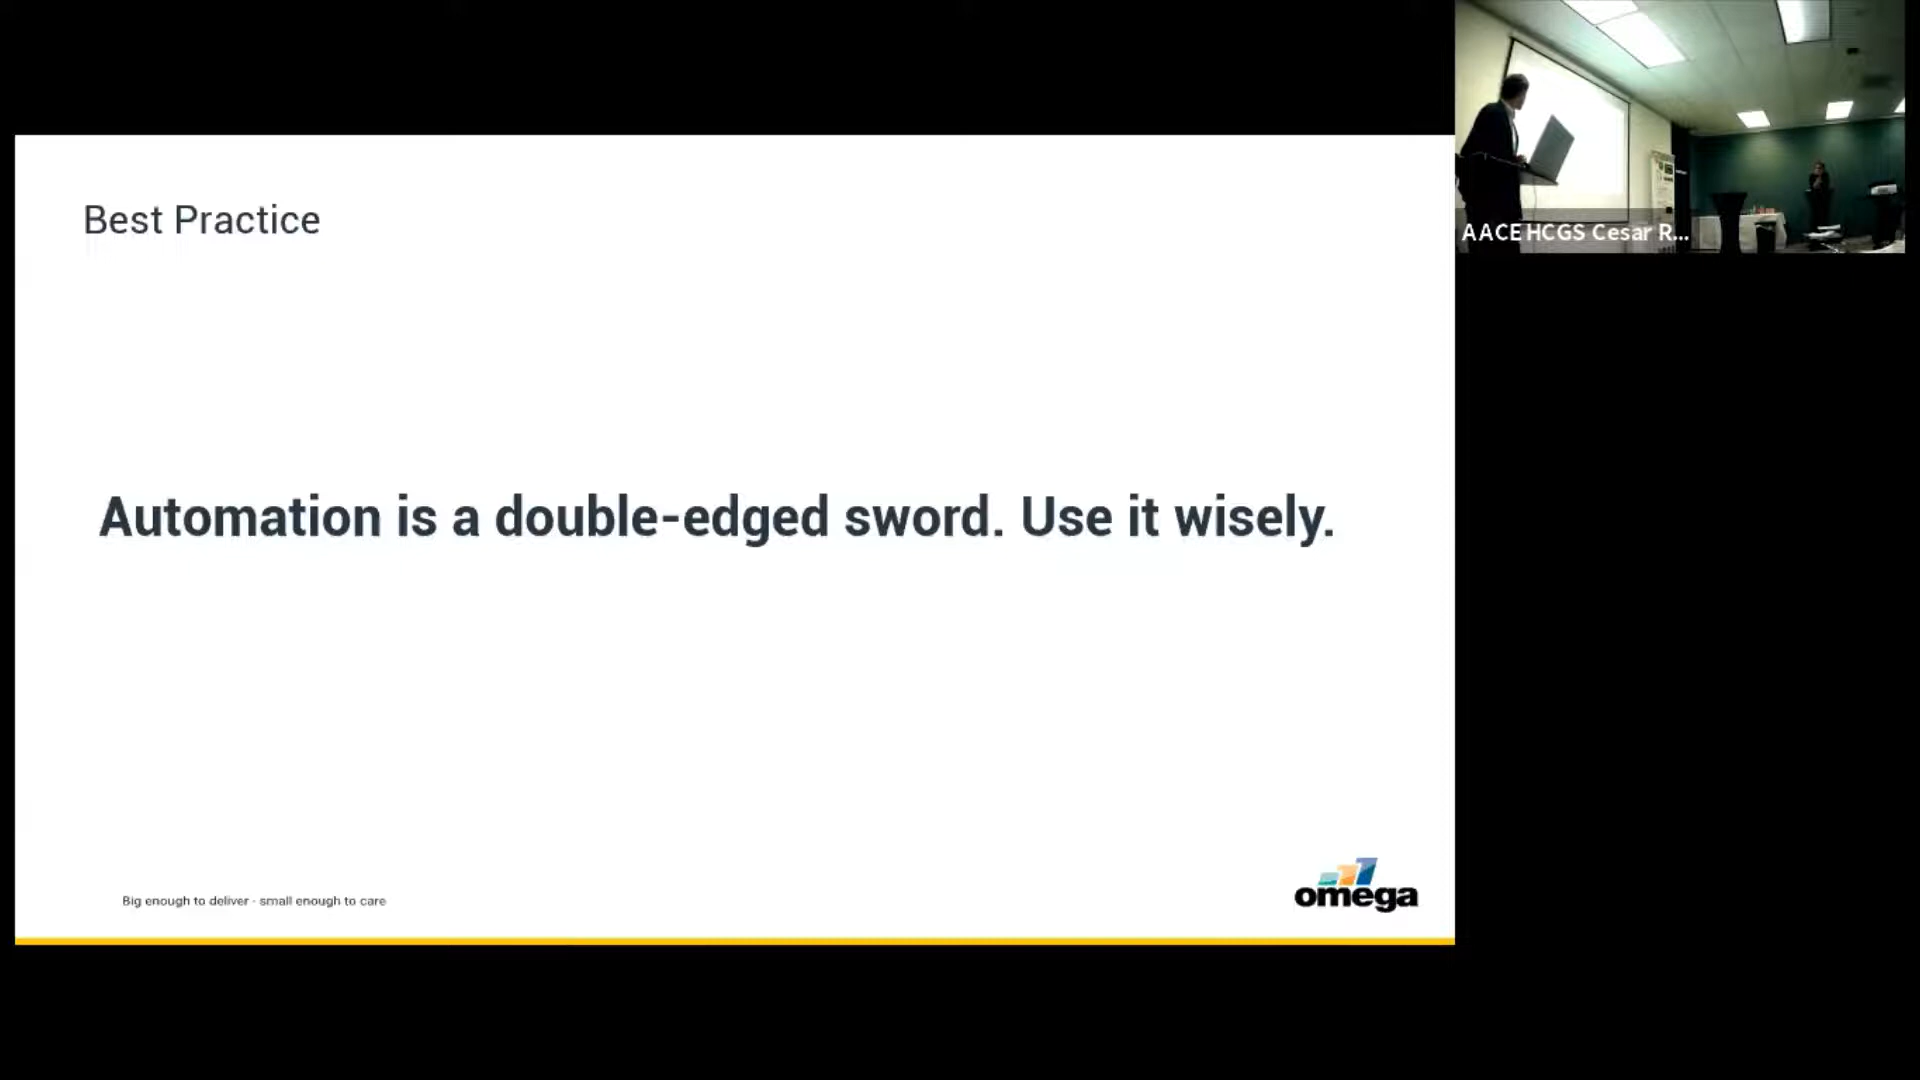 Best Practice
AACE HCGS Cesar R...
Automation is a double-edged sword. Use it wisely.
Big enough to deliver - small enough to care
omega